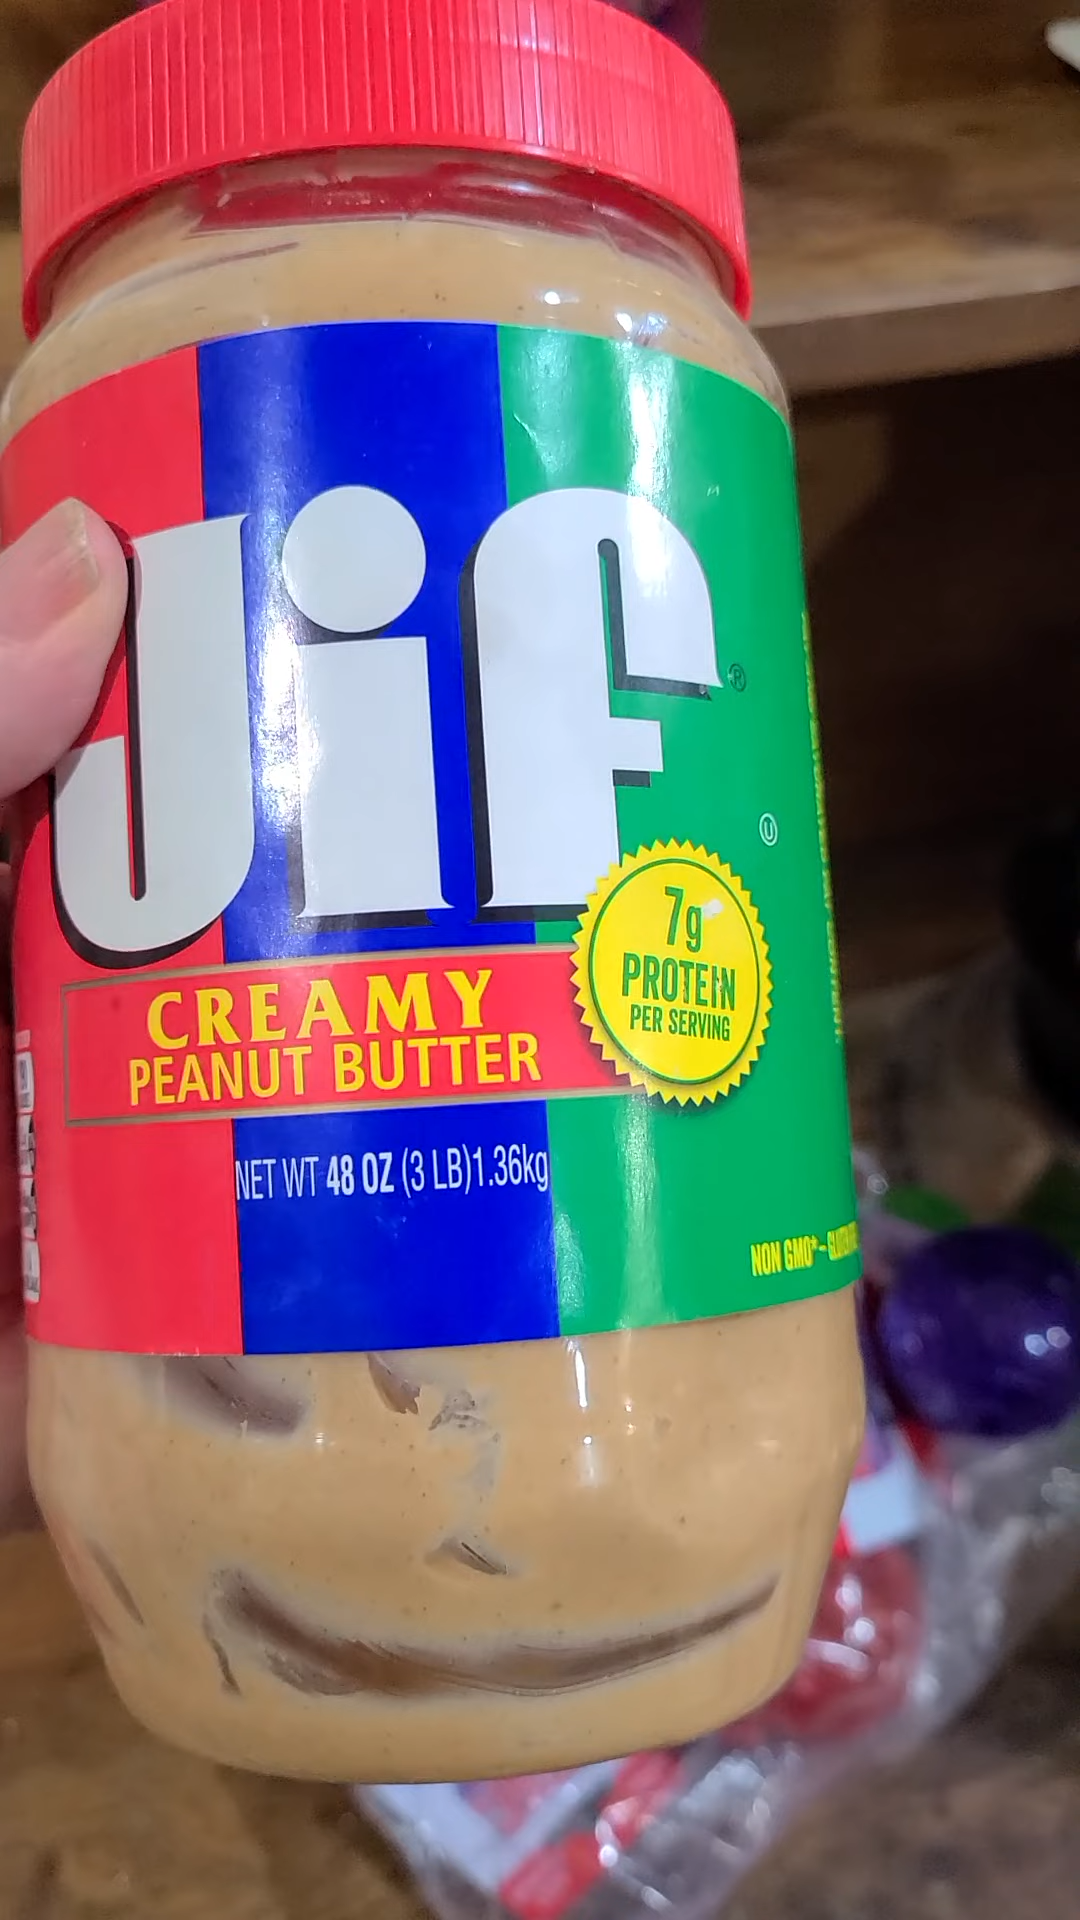 Jif®
U
7g
PROTEIN
PER SERVING
CREAMY
PEANUT BUTTER
NET WT 48 OZ (3 LB)1.36kg
NON GMO* -